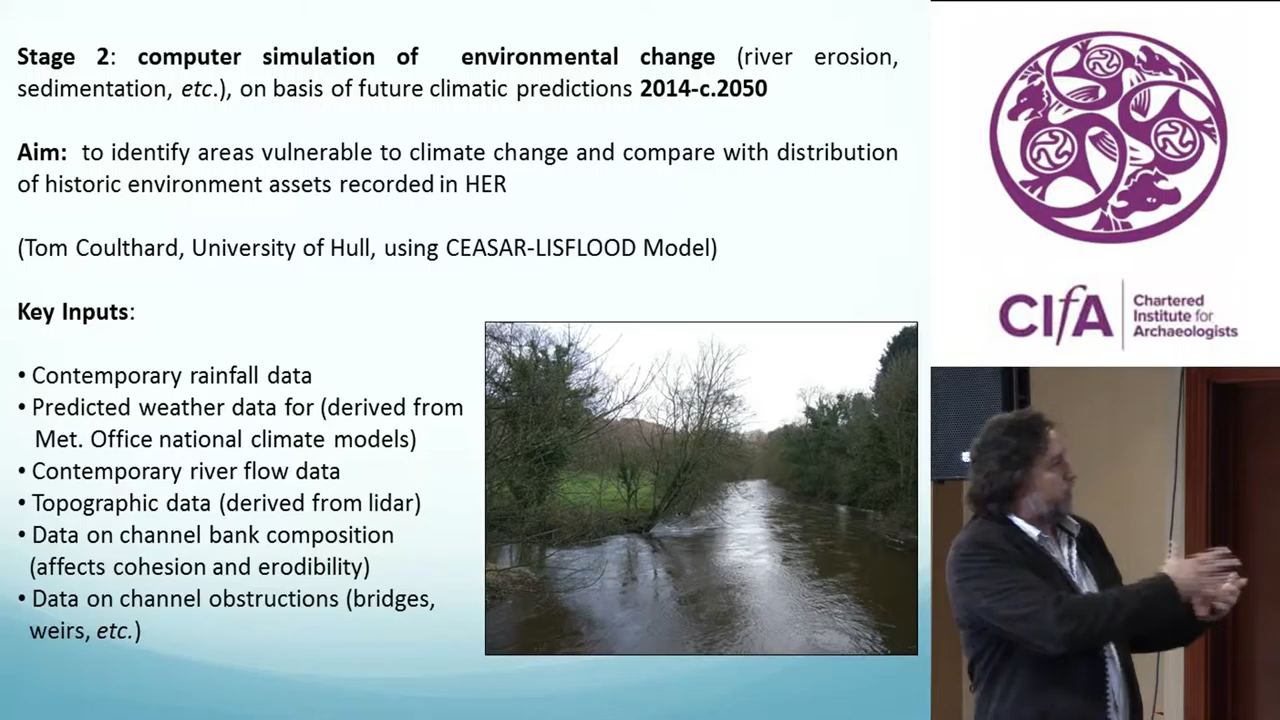 Stage 2: computer simulation of environmental change (river erosion,
sedimentation, etc.), on basis of future climatic predictions 2014-c.2050
Aim: to identify areas vulnerable to climate change and compare with distribution
of historic environment assets recorded in HER
(Tom Coulthard, University of Hull, using CEASAR-LISFLOOD Model)
Key Inputs:
• Contemporary rainfall data
• Predicted weather data for (derived from
Met. Office national climate models)
• Contemporary river flow data
• Topographic data (derived from lidar)
• Data on channel bank composition
(affects cohesion and erodibility)
• Data on channel obstructions (bridges,
weirs, etc.)
CIfA
Chartered
Institute for
Archaeologists